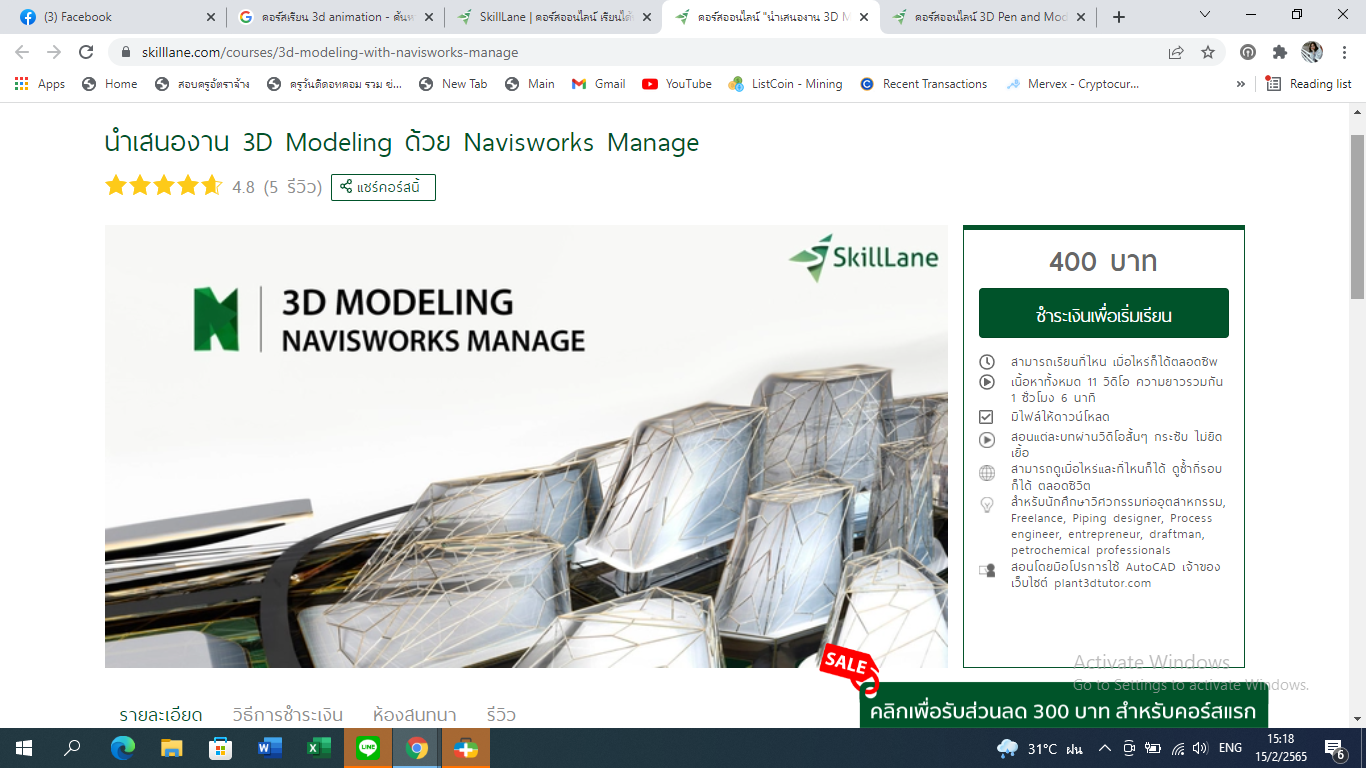 (3) Facebook
คอร์สเรียน 3d animation - ค้นห
SkillLane | คอร์สออนไลน์ เรียนได้
คอร์สออนไลน์ "นำเสนองาน 3D M
คอร์สออนไลน์ 3D Pen and Mod
skilllane.com/courses/3d-modeling-with-navisworks-manage
Apps
Home
สอบครูอัตราจ้าง
ครูวันดีดอทคอม รวม ข่...
New Tab
Main
Gmail
YouTube
ListCoin - Mining
Recent Transactions
Mervex - Cryptocur...
»
Reading list
นำเสนองาน 3D Modeling ด้วย Navisworks Manage
4.8 (5 รีวิว)
แชร์คอร์สนี้
SkillLane
3D MODELING
NAVISWORKS MANAGE
400 บาท
ชำระเงินเพื่อเริ่มเรียน
สามารถเรียนที่ไหน เมื่อไหร่ก็ได้ตลอดชีพ
เนื้อหาทั้งหมด 11 วิดีโอ ความยาวรวมกัน
1 ชั่วโมง 6 นาที
มีไฟล์ให้ดาวน์โหลด
สอนแต่ละบทผ่านวิดีโอสั้นๆ กระชับ ไม่ยืด
เยื้อ
สามารถดูเมื่อไหร่และที่ไหนก็ได้ ดูซ้ำกี่รอบ
ก็ได้ ตลอดชีวิต
สำหรับนักศึกษาวิศวกรรมท่ออุตสาหกรรม,
Freelance, Piping designer, Process
engineer, entrepreneur, draftman,
petrochemical professionals
สอนโดยมือโปรการใช้ AutoCAD เจ้าของ
เว็บไซต์ plant3dtutor.com
Activate Windows
Go to Settings to activate Windows.
SALE
คลิกเพื่อรับส่วนลด 300 บาท สำหรับคอร์สแรก
รายละเอียด
วิธีการชำระเงิน
ห้องสนทนา
รีวิว
31°C ฝน
ENG
15:18
15/2/2565
6